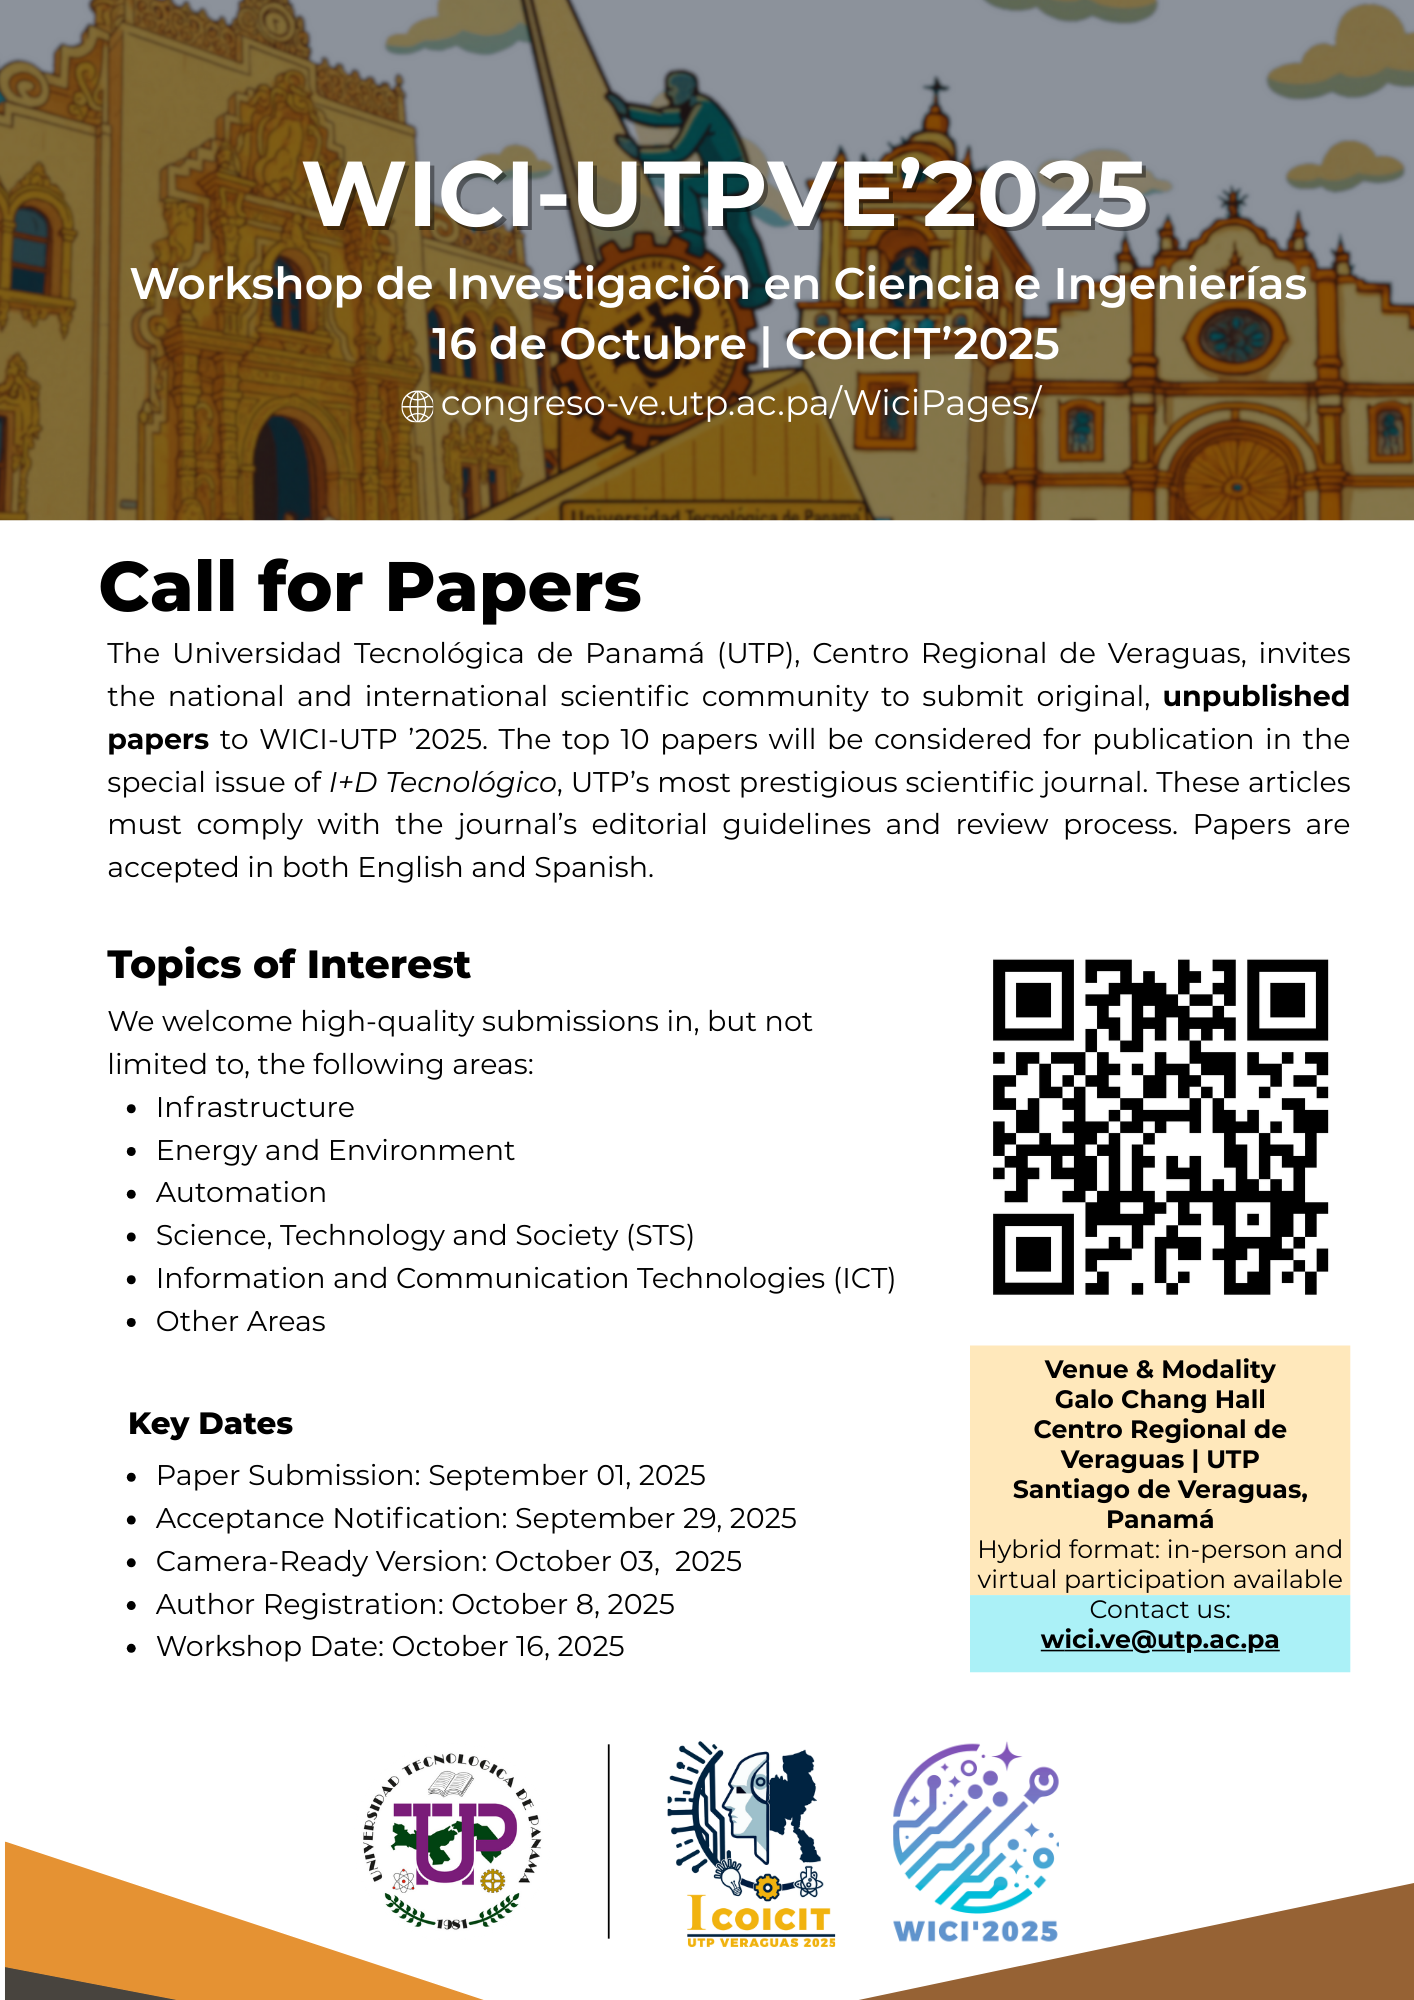 WICI-UTPVE’2025
Workshop de Investigación en Ciencia e Ingenierías
16 de Octubre | COICIT’2025
congreso-ve.utp.ac.pa/WiciPages/
Universidad Tecnológica de Panamá
Call for Papers
The Universidad Tecnológica de Panamá (UTP), Centro Regional de Veraguas, invites
the national and international scientific community to submit original, unpublished
papers to WICI-UTP ’2025. The top 10 papers will be considered for publication in the
special issue of I+D Tecnológico, UTP’s most prestigious scientific journal. These articles
must comply with the journal’s editorial guidelines and review process. Papers are
accepted in both English and Spanish.
Topics of Interest
We welcome high-quality submissions in, but not
limited to, the following areas:
• Infrastructure
• Energy and Environment
• Automation
• Science, Technology and Society (STS)
• Information and Communication Technologies (ICT)
• Other Areas
Key Dates
• Paper Submission: September 01, 2025
• Acceptance Notification: September 29, 2025
• Camera-Ready Version: October 03,  2025
• Author Registration: October 8, 2025
• Workshop Date: October 16, 2025
Venue & Modality
Galo Chang Hall
Centro Regional de
Veraguas | UTP
Santiago de Veraguas,
Panamá
Hybrid format: in-person and
virtual participation available
Contact us:
wici.ve@utp.ac.pa
UNIVERSIDAD TECNOLOGICA DE PANAMA
UTP
1981
I COICIT
UTP VERAGUAS 2025
WICI'2025